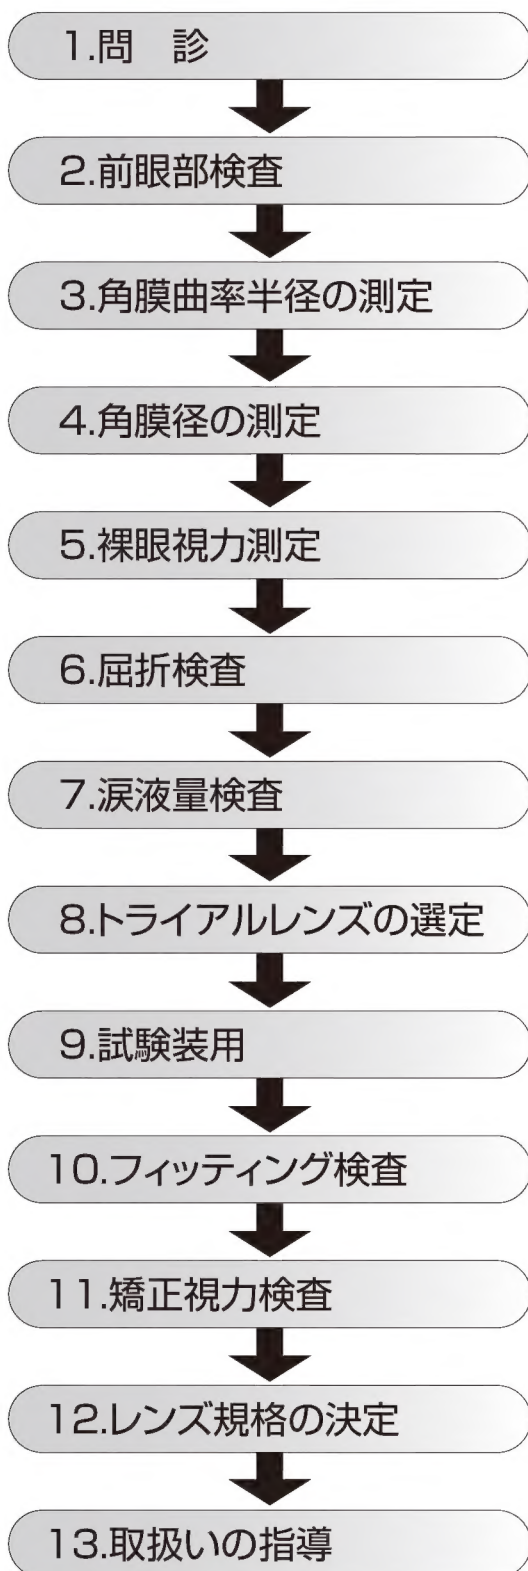 1.問　診
2.前眼部検査
3.角膜曲率半径の測定
4.角膜径の測定
5.裸眼視力測定
6.屈折検査
7.涙液量検査
8.トライアルレンズの選定
9.試験装用
10.フィッティング検査
11.矯正視力検査
12.レンズ規格の決定
13.取扱いの指導